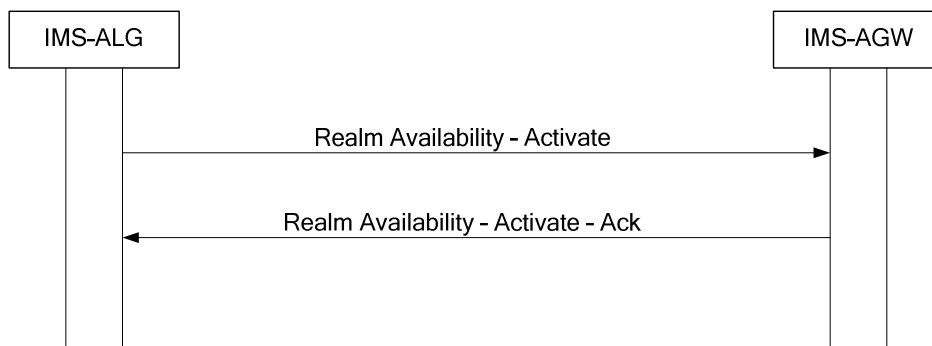 IMS-ALG
IMS-AGW
Realm Availability - Activate
Realm Availability - Activate - Ack